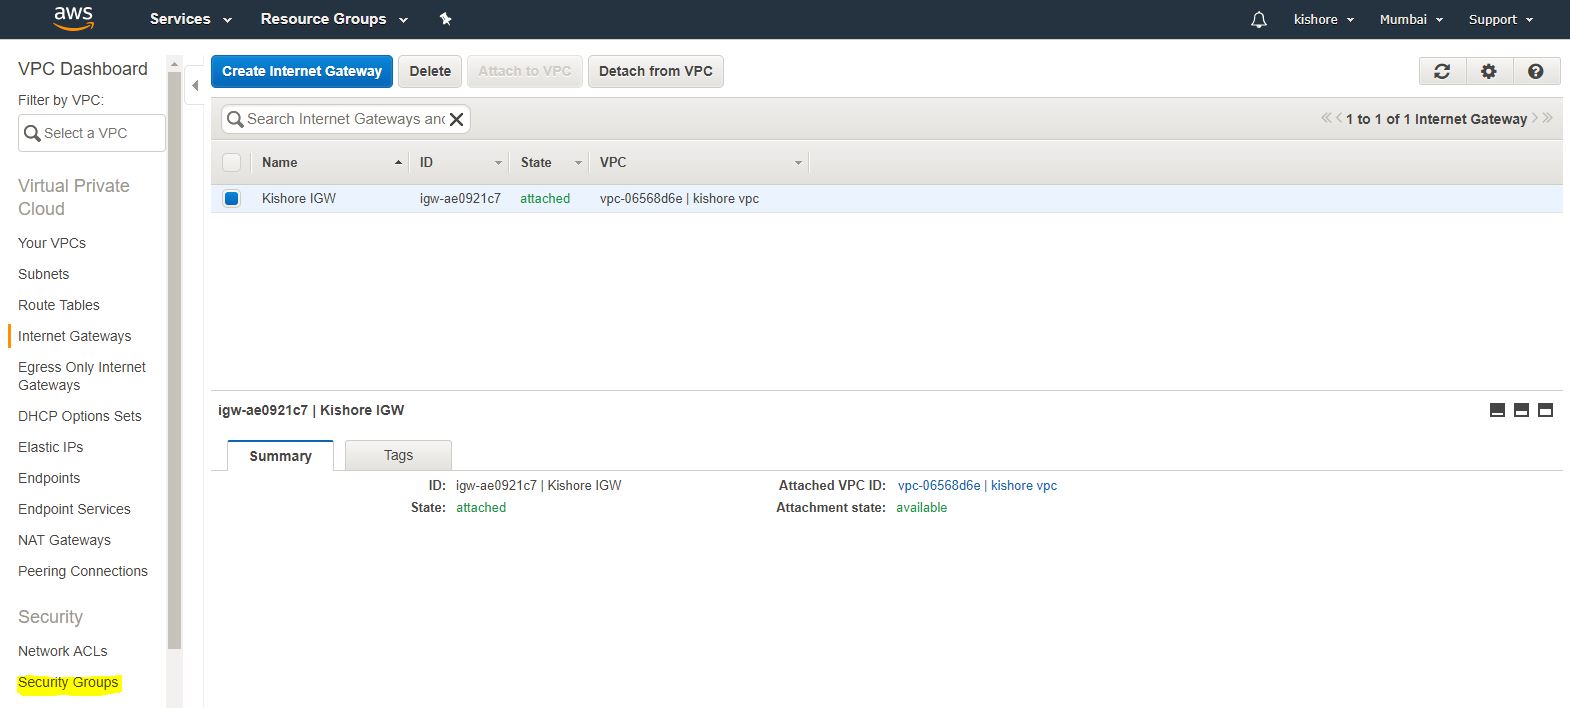 aws
Services
Resource Groups
kishore
Mumbai
Support
VPC Dashboard
Filter by VPC:
Select a VPC
Virtual Private
Cloud
Your VPCs
Subnets
Route Tables
Internet Gateways
Egress Only Internet
Gateways
DHCP Options Sets
Elastic IPs
Endpoints
Endpoint Services
NAT Gateways
Peering Connections
Security
Network ACLs
Security Groups
Create Internet Gateway
Delete
Attach to VPC
Detach from VPC
Search Internet Gateways and
1 to 1 of 1 Internet Gateway
Name ID State VPC
Kishore IGW igw-ae0921c7 attached vpc-06568d6e | kishore vpc
igw-ae0921c7 | Kishore IGW
Summary Tags
ID: igw-ae0921c7 | Kishore IGW Attached VPC ID: vpc-06568d6e | kishore vpc
State: attached Attachment state: available